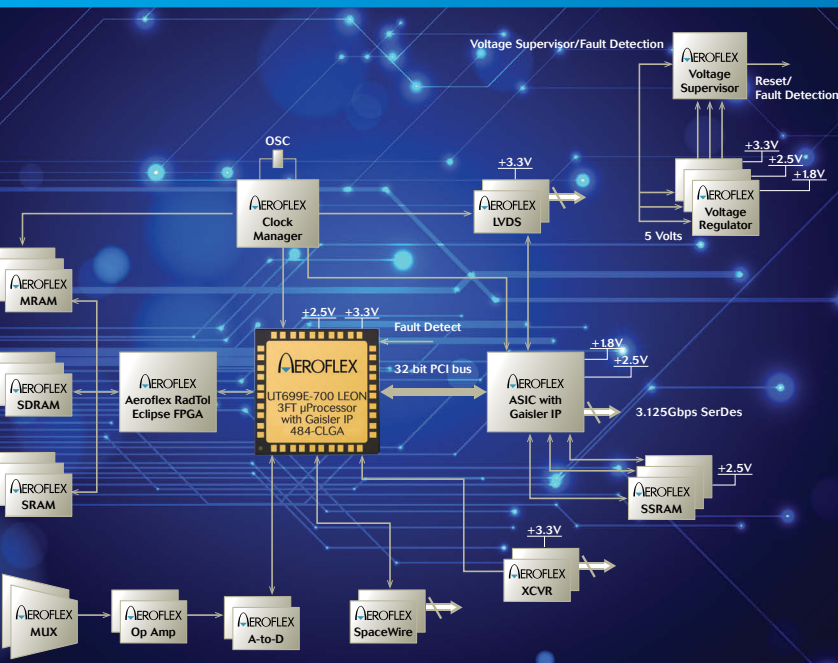 Voltage Supervisor/Fault Detection
AEROFLEX
Voltage
Supervisor
Reset/
Fault Detection
+3.3V
+2.5V
+1.8V
AEROFLEX
Voltage
Regulator
5 Volts
OSC
AEROFLEX
Clock
Manager
+3.3V
AEROFLEX
LVDS
AEROFLEX
MRAM
+2.5V
+3.3V
Fault Detect
AEROFLEX
SDRAM
AEROFLEX
Aeroflex RadTol
Eclipse FPGA
AEROFLEX
UT699E-700 LEON
3FT µProcessor
with Gaisler IP
484-CLGA
32-bit PCI bus
AEROFLEX
ASIC with
Gaisler IP
+1.8V
+2.5V
3.125Gbps SerDes
AEROFLEX
SRAM
+2.5V
AEROFLEX
SSRAM
+3.3V
AEROFLEX
XCVR
AEROFLEX
MUX
AEROFLEX
Op Amp
AEROFLEX
A-to-D
AEROFLEX
SpaceWire